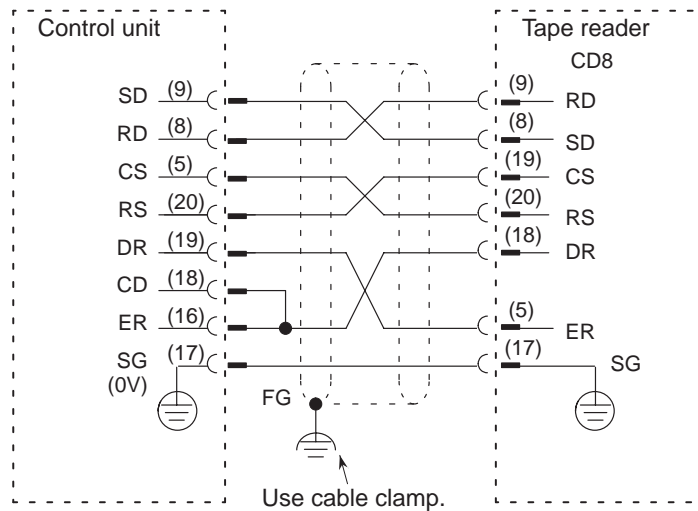 Control unit
Tape reader
CD8
SD (9)
(9) RD
RD (8)
(8) SD
CS (5)
(19) CS
RS (20)
(20) RS
DR (19)
(18) DR
CD (18)
ER (16)
(5) ER
SG (17)
(0V)
(17) SG
FG
Use cable clamp.